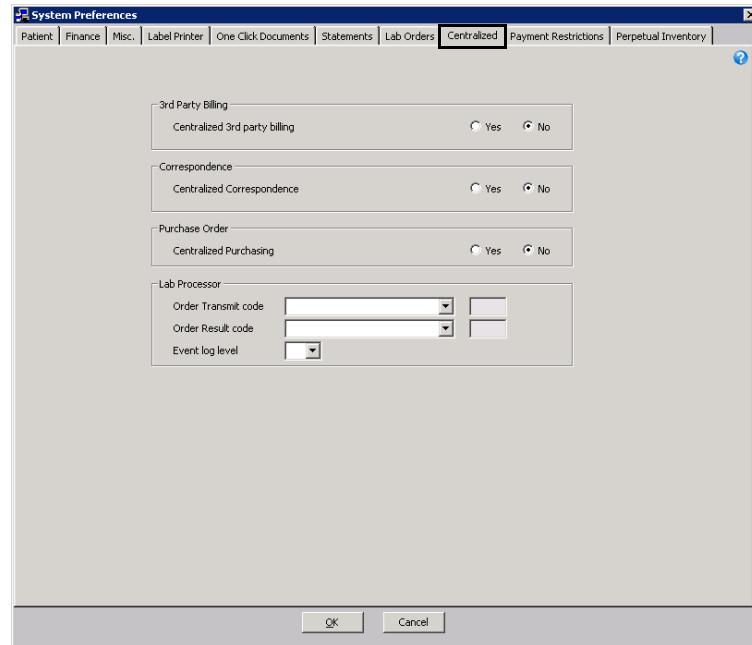 System Preferences
Patient Finance Misc. Label Printer One Click Documents Statements Lab Orders Centralized Payment Restrictions Perpetual Inventory
?
3rd Party Billing
Centralized 3rd party billing Yes No
Correspondence
Centralized Correspondence Yes No
Purchase Order
Centralized Purchasing Yes No
Lab Processor
Order Transmit code
Order Result code
Event log level
OK Cancel